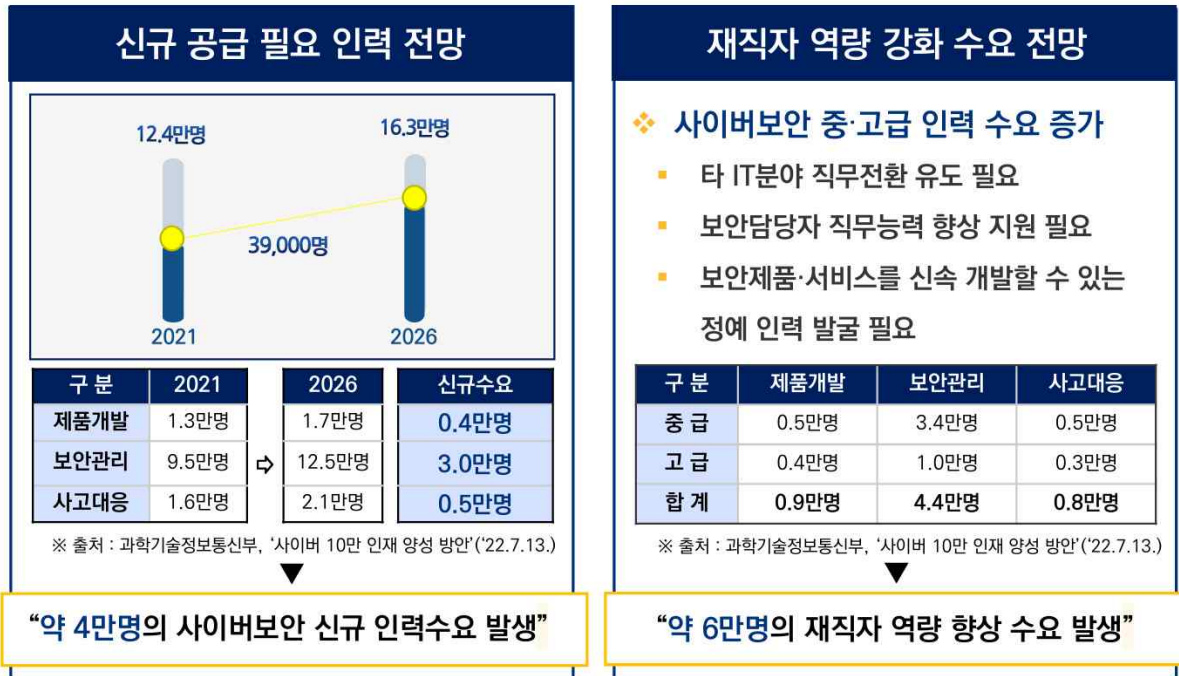 신규 공급 필요 인력 전망
12.4만명
16.3만명
39,000명
2021
2026
구 분 2021 2026 신규수요
제품개발 1.3만명 1.7만명 0.4만명
보안관리 9.5만명 ⇨ 12.5만명 3.0만명
사고대응 1.6만명 2.1만명 0.5만명
※ 출처 : 과학기술정보통신부, ‘사이버 10만 인재 양성 방안’(‘22.7.13.)
▼
“약 4만명의 사이버보안 신규 인력수요 발생”
재직자 역량 강화 수요 전망
❖ 사이버보안 중·고급 인력 수요 증가
▪ 타 IT분야 직무전환 유도 필요
▪ 보안담당자 직무능력 향상 지원 필요
▪ 보안제품·서비스를 신속 개발할 수 있는
정예 인력 발굴 필요
구 분 제품개발 보안관리 사고대응
중 급 0.5만명 3.4만명 0.5만명
고 급 0.4만명 1.0만명 0.3만명
합 계 0.9만명 4.4만명 0.8만명
※ 출처 : 과학기술정보통신부, ‘사이버 10만 인재 양성 방안’(‘22.7.13.)
▼
“약 6만명의 재직자 역량 향상 수요 발생”